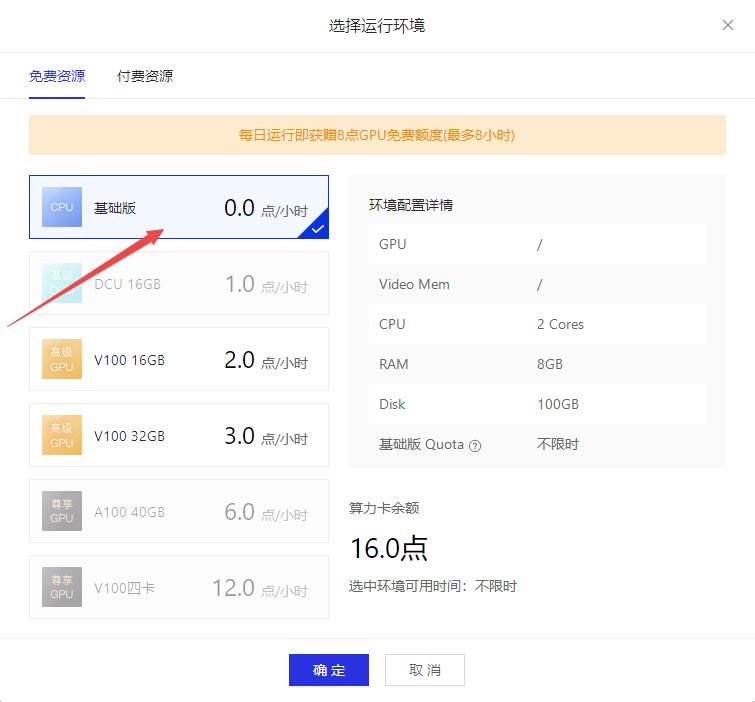 选择运行环境
免费资源
付费资源
每日运行即获赠8点GPU免费额度(最多8小时)
CPU
基础版
0.0 点/小时
基础
DCU 16GB
1.0 点/小时
高级
GPU
V100 16GB
2.0 点/小时
高级
GPU
V100 32GB
3.0 点/小时
尊享
GPU
A100 40GB
6.0 点/小时
尊享
GPU
V100四卡
12.0 点/小时
环境配置详情
GPU /
Video Mem /
CPU 2 Cores
RAM 8GB
Disk 100GB
基础版 Quota ? 不限时
算力卡余额
16.0点
选中环境可用时间：不限时
确 定
取 消